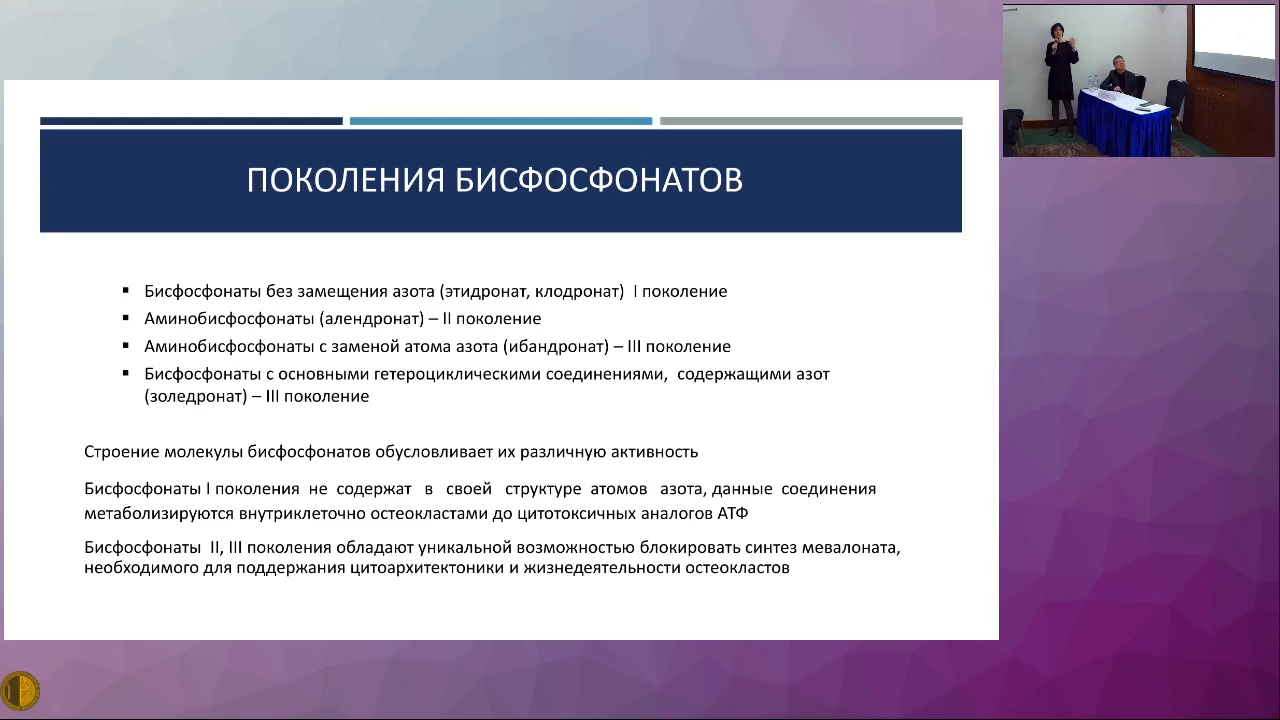 ПОКОЛЕНИЯ БИСФОСФОНАТОВ
▪ Бисфосфонаты без замещения азота (этидронат, клодронат) I поколение
▪ Аминобисфосфонаты (алендронат) – II поколение
▪ Аминобисфосфонаты с заменой атома азота (ибандронат) – III поколение
▪ Бисфосфонаты с основными гетероциклическими соединениями, содержащими азот
(золедронат) – III поколение
Строение молекулы бисфосфонатов обусловливает их различную активность
Бисфосфонаты I поколения не содержат в своей структуре атомов азота, данные соединения
метаболизируются внутриклеточно остеокластами до цитотоксичных аналогов АТФ
Бисфосфонаты II, III поколения обладают уникальной возможностью блокировать синтез мевалоната,
необходимого для поддержания цитоархитектоники и жизнедеятельности остеокластов